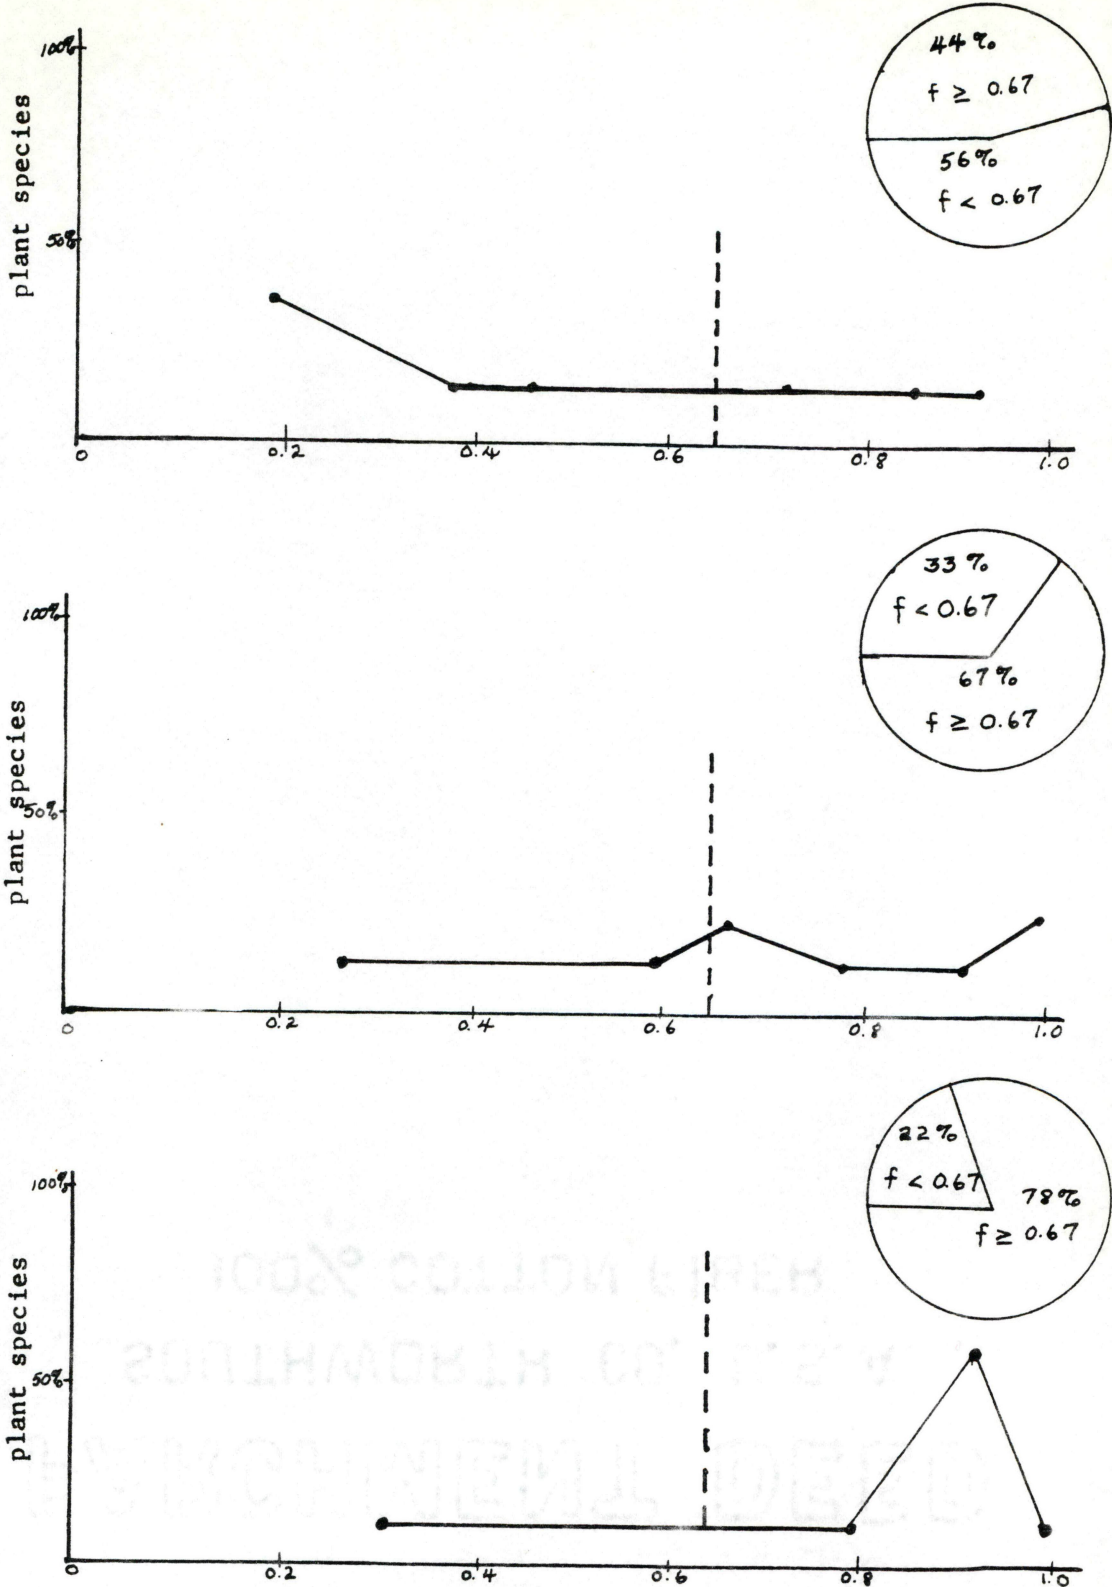 100%
44%
f ≥ 0.67
56%
f < 0.67
50%
plant species
0 0.2 0.4 0.6 0.8 1.0
33%
f < 0.67
67%
f ≥ 0.67
100%
50%
plant species
0 0.2 0.4 0.6 0.8 1.0
22%
f < 0.67
78%
f ≥ 0.67
100%
50%
plant species
0 0.2 0.4 0.6 0.8 1.0
100% COTTON FIBER
SOUTHWORTH CO. U.S.A.
PARCHMENT DEED